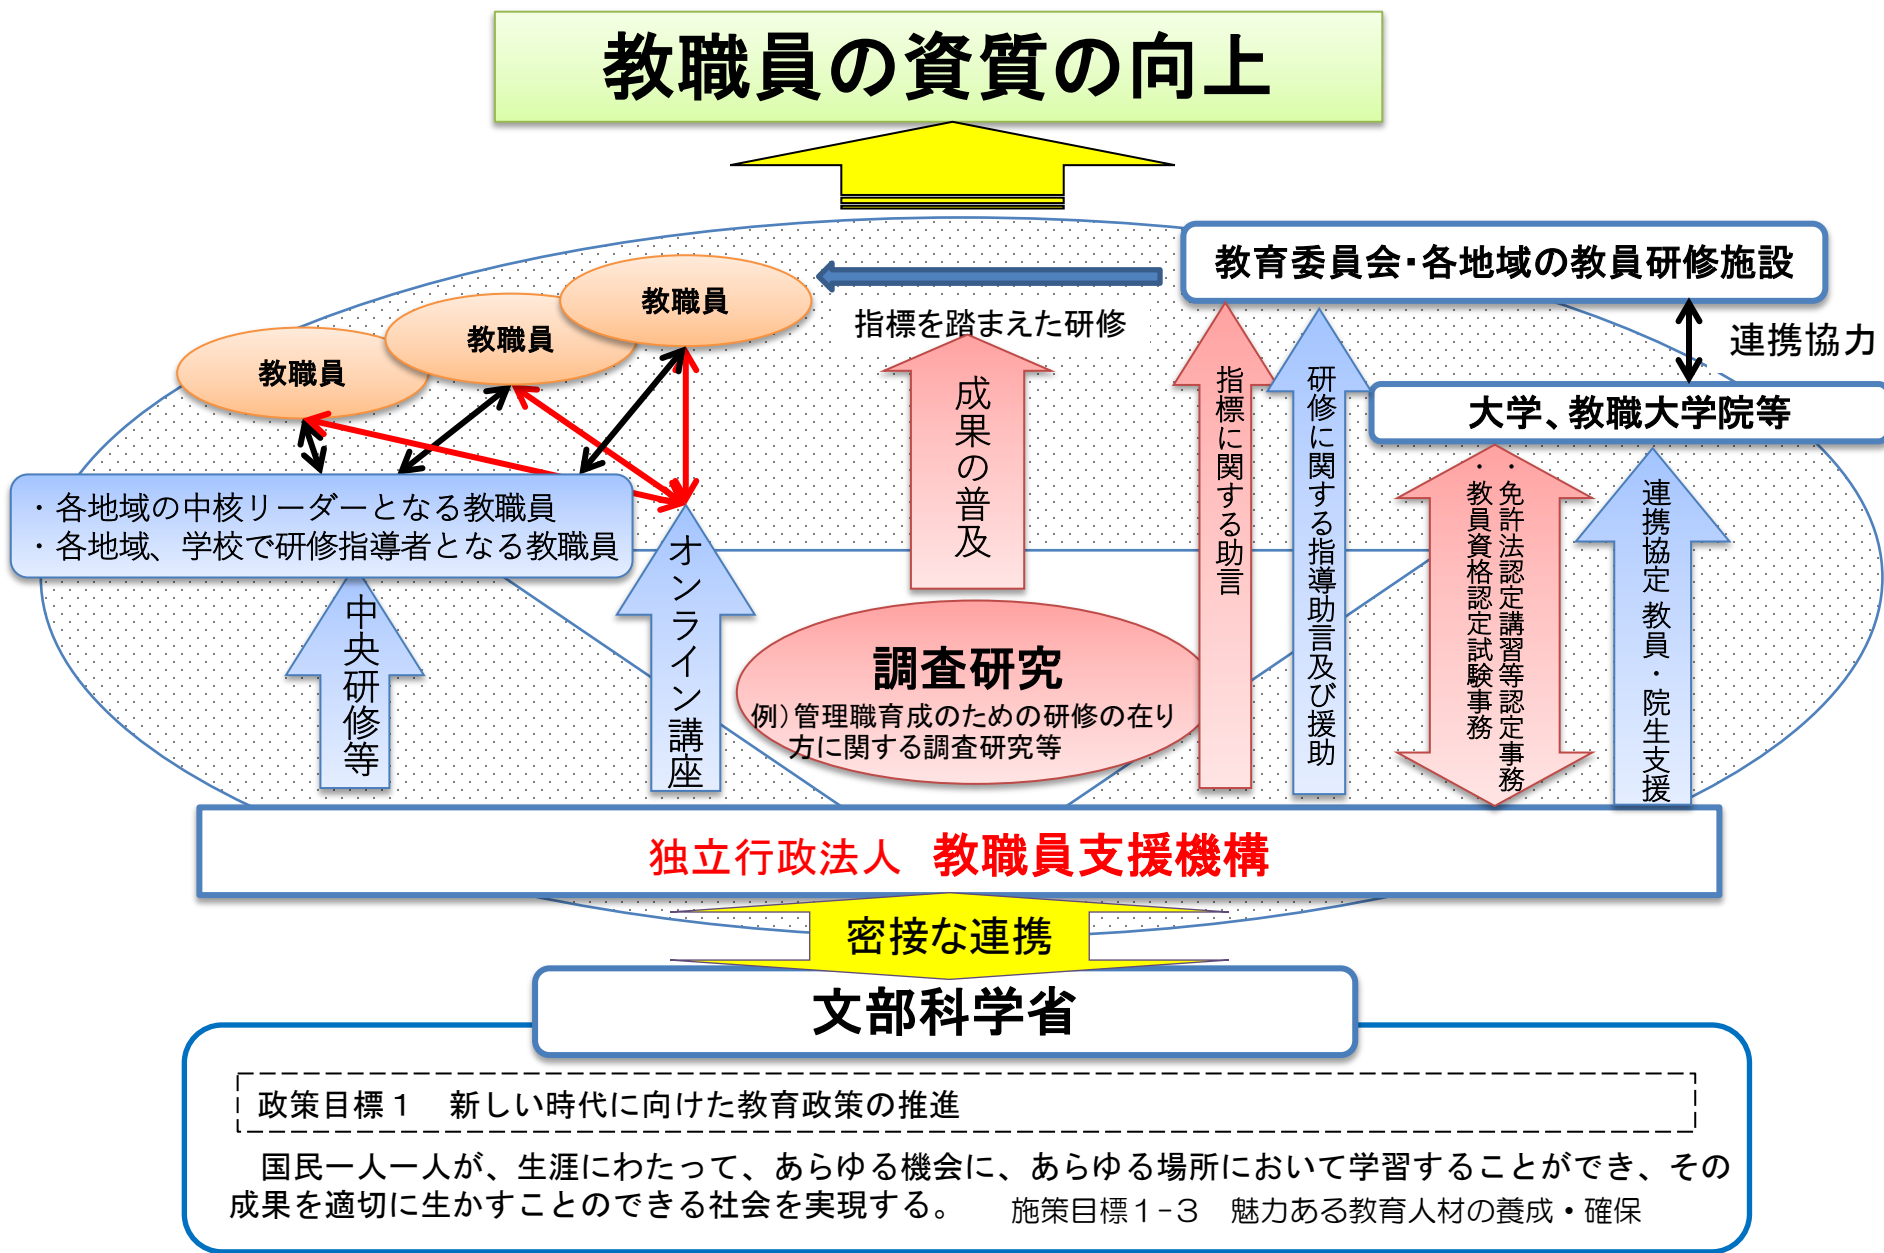 教職員の資質の向上
教育委員会・各地域の教員研修施設
教職員
教職員
教職員
指標を踏まえた研修
連携協力
大学、教職大学院等
・各地域の中核リーダーとなる教職員
・各地域、学校で研修指導者となる教職員
中央研修等
オンライン講座
成果の普及
調査研究
例）管理職育成のための研修の在り
方に関する調査研究等
指標に関する助言
研修に関する指導助言及び援助
・免許法認定講習等認定事務
・教員資格認定試験事務
連携協定 教員・院生支援
独立行政法人 教職員支援機構
密接な連携
文部科学省
政策目標１　新しい時代に向けた教育政策の推進
国民一人一人が、生涯にわたって、あらゆる機会に、あらゆる場所において学習することができ、その
成果を適切に生かすことのできる社会を実現する。
施策目標１-３　魅力ある教育人材の養成・確保